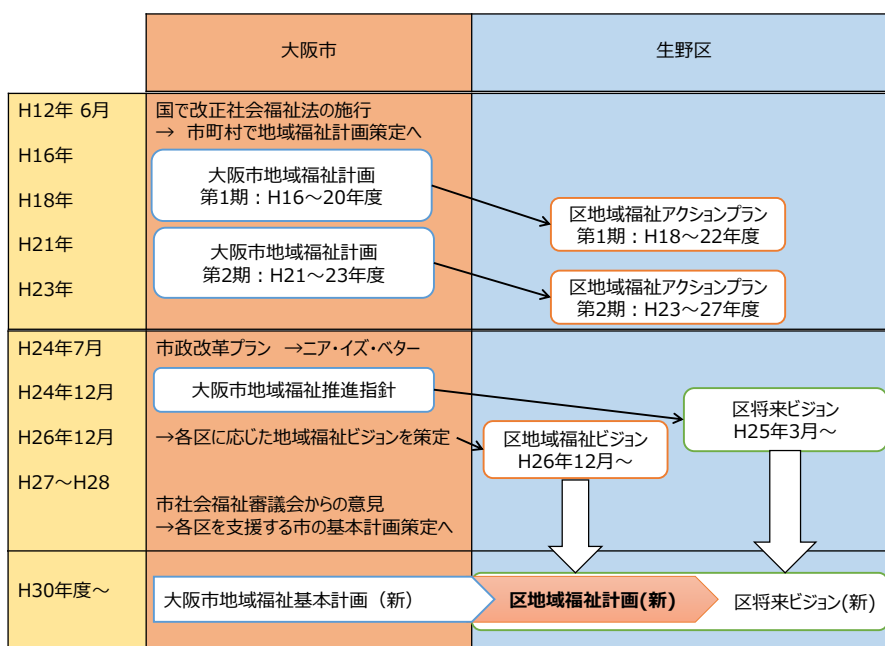 大阪市
生野区
H12年 6月
国で改正社会福祉法の施行
→ 市町村で地域福祉計画策定へ
H16年
大阪市地域福祉計画
第1期：H16～20年度
H18年
区地域福祉アクションプラン
第1期：H18～22年度
H21年
大阪市地域福祉計画
第2期：H21～23年度
H23年
区地域福祉アクションプラン
第2期：H23～27年度
H24年7月
市政改革プラン →ニア・イズ・ベター
H24年12月
大阪市地域福祉推進指針
区将来ビジョン
H25年3月～
H26年12月
→各区に応じた地域福祉ビジョンを策定
区地域福祉ビジョン
H26年12月～
H27～H28
市社会福祉審議会からの意見
→各区を支援する市の基本計画策定へ
H30年度～
大阪市地域福祉基本計画（新）
区地域福祉計画(新)
区将来ビジョン(新)